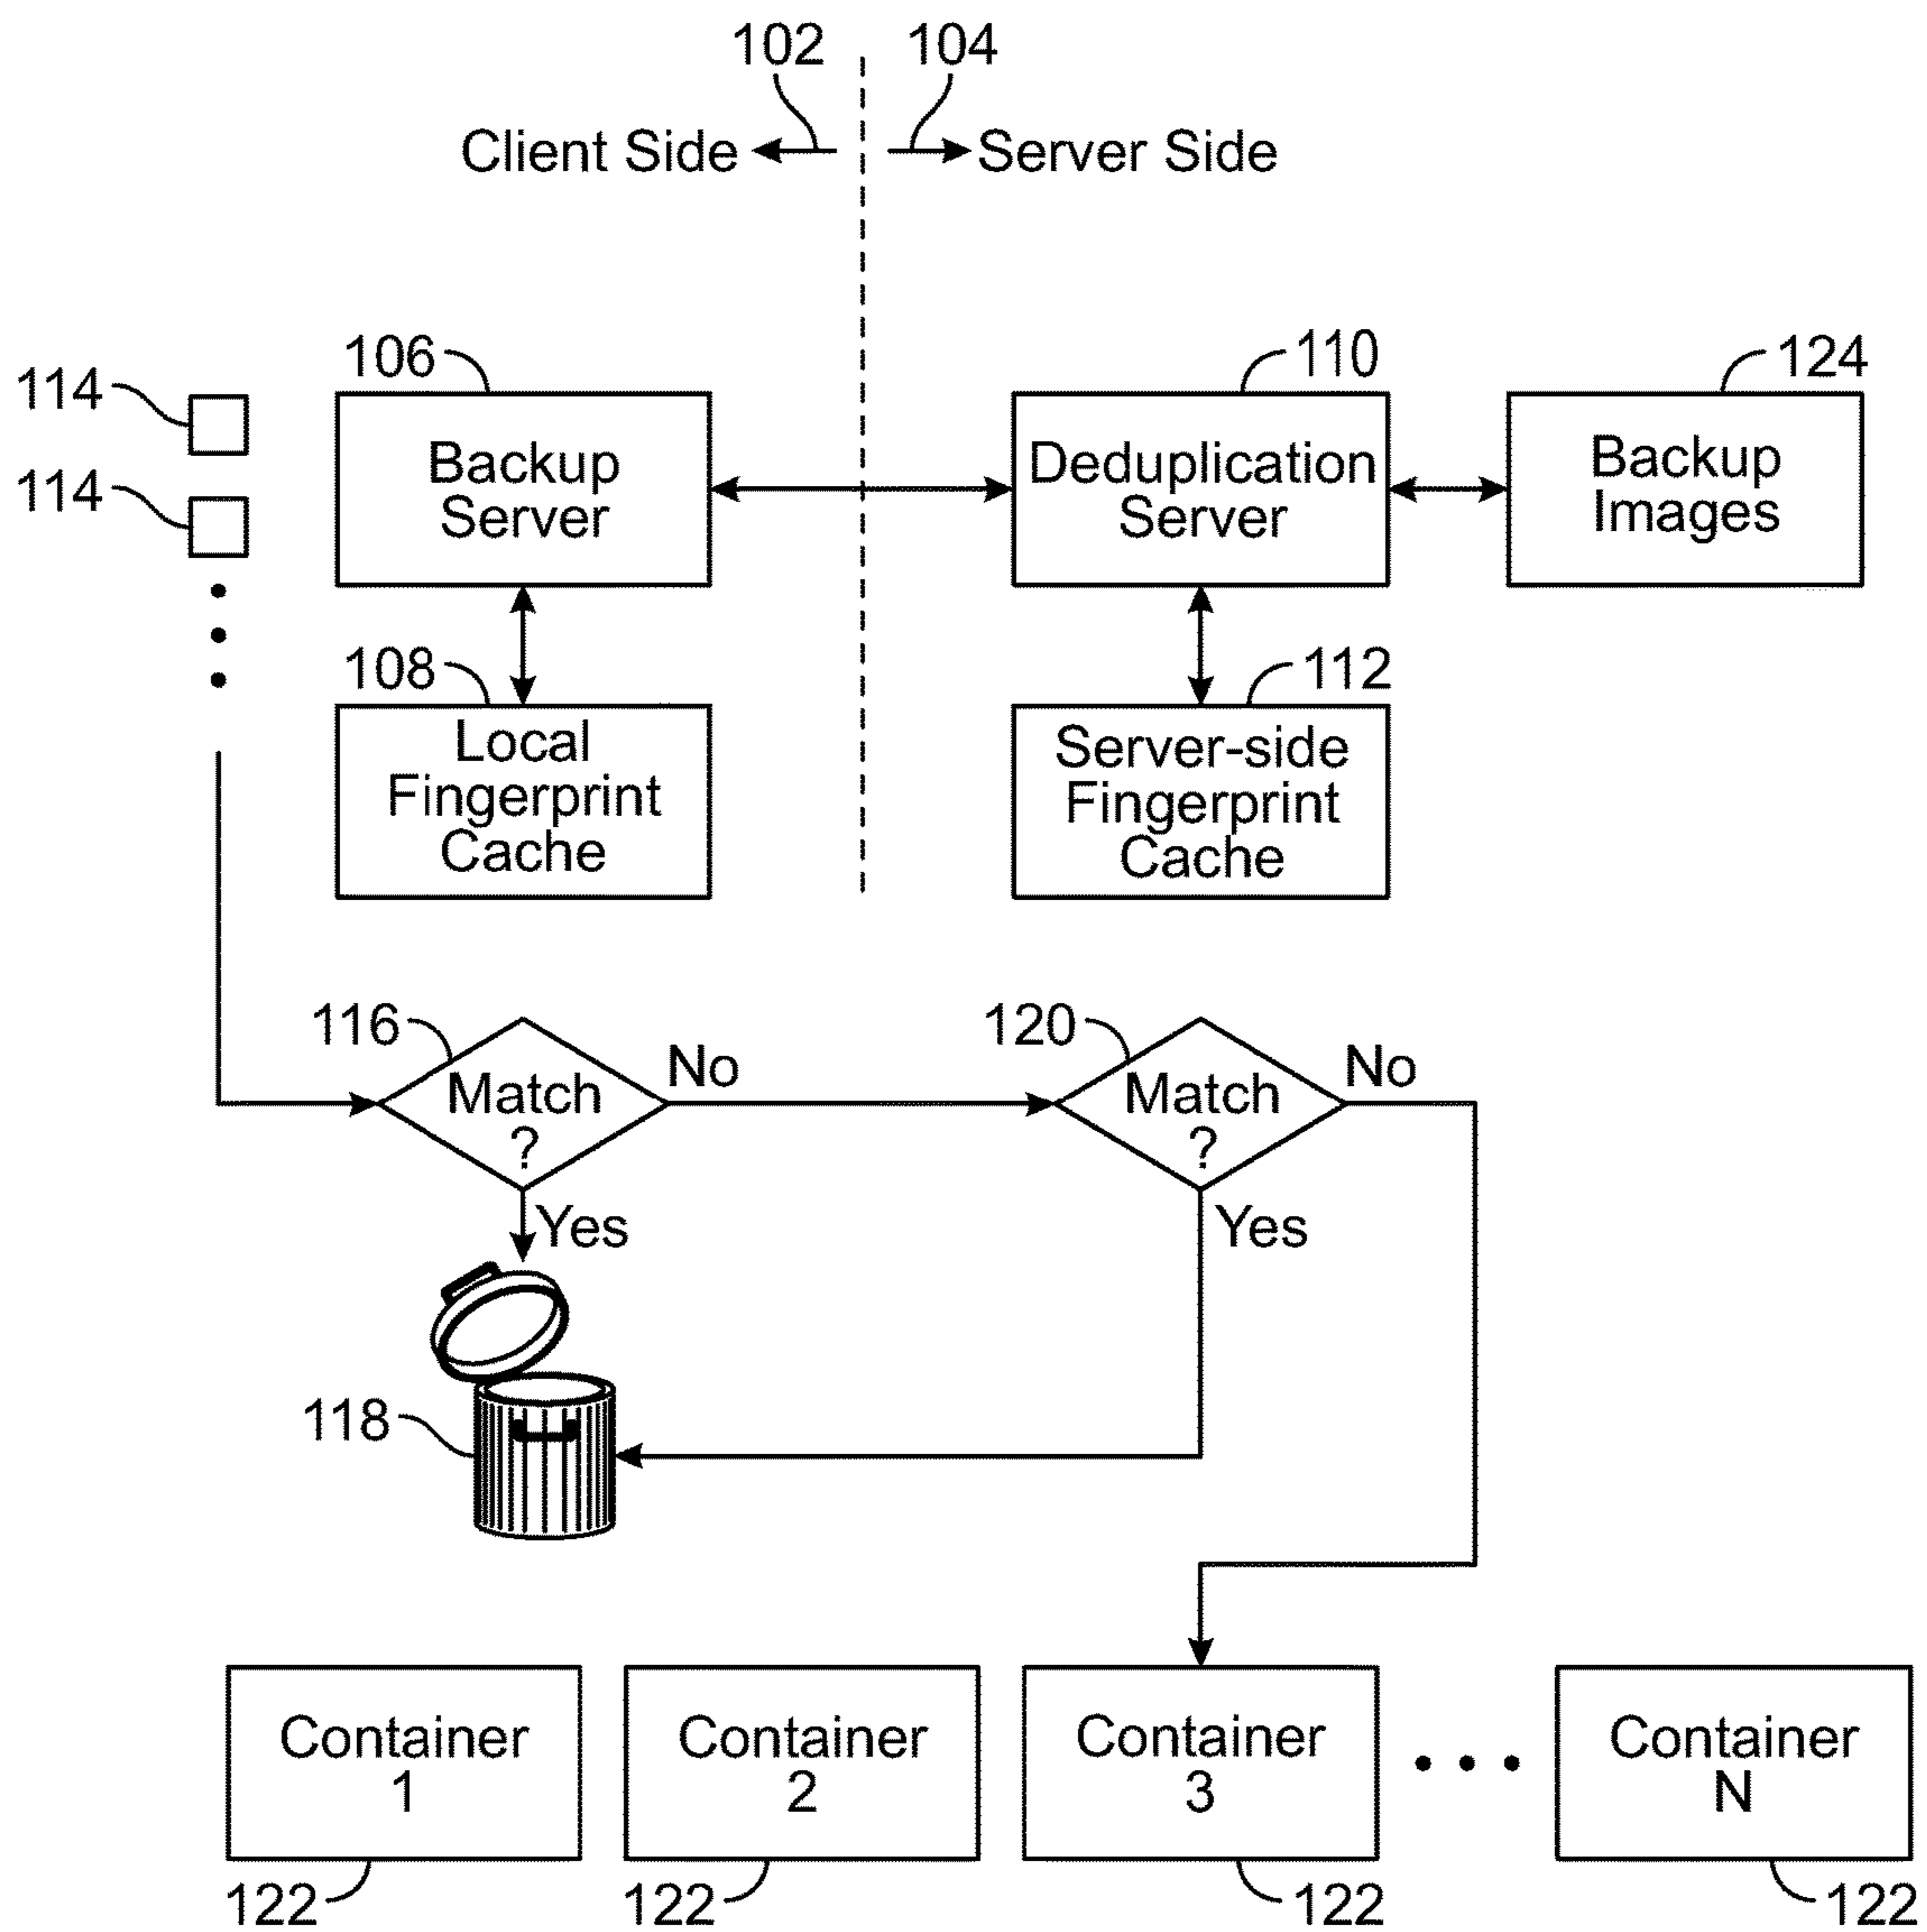 102
104
Client Side
Server Side
106
110
124
114
114
Backup
Server
Deduplication
Server
Backup
Images
108
112
Local
Fingerprint
Cache
Server-side
Fingerprint
Cache
116
120
Match
?
No
Match
?
No
Yes
Yes
118
Container
1
Container
2
Container
3
Container
N
122
122
122
122